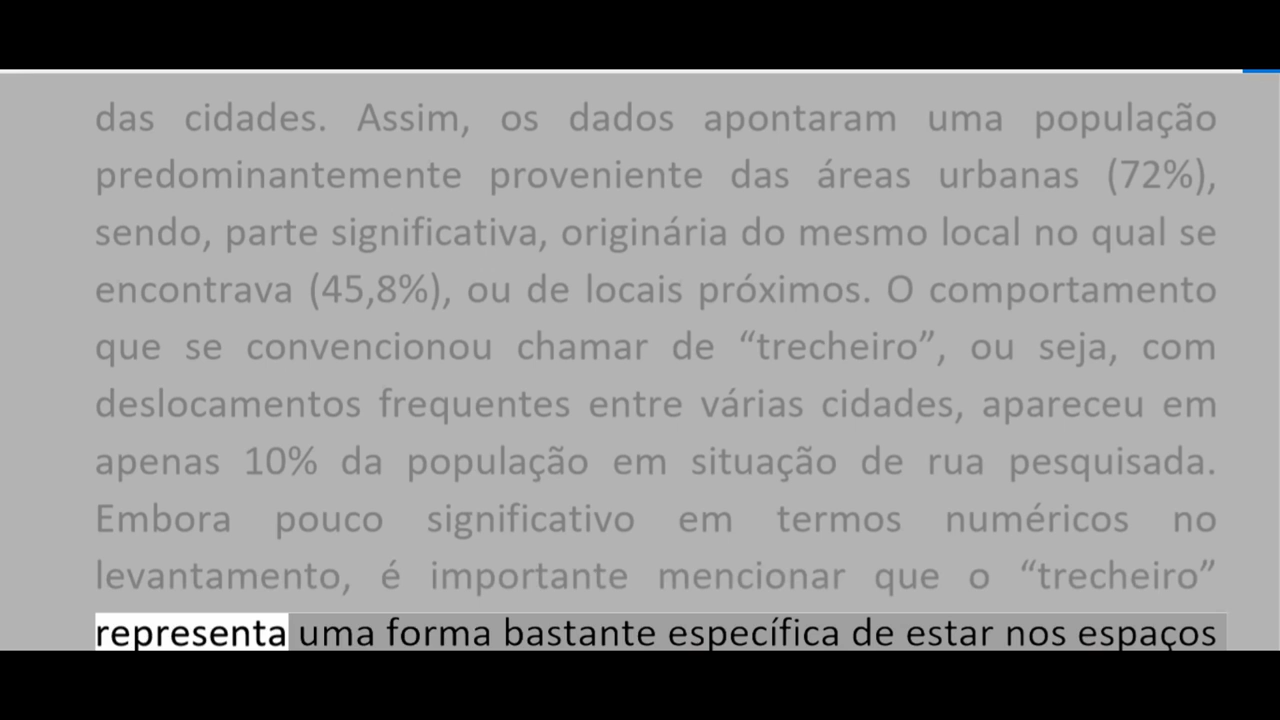 das cidades. Assim, os dados apontaram uma população
predominantemente proveniente das áreas urbanas (72%),
sendo, parte significativa, originária do mesmo local no qual se
encontrava (45,8%), ou de locais próximos. O comportamento
que se convencionou chamar de “trecheiro”, ou seja, com
deslocamentos frequentes entre várias cidades, apareceu em
apenas 10% da população em situação de rua pesquisada.
Embora pouco significativo em termos numéricos no
levantamento, é importante mencionar que o “trecheiro”
representa uma forma bastante específica de estar nos espaços